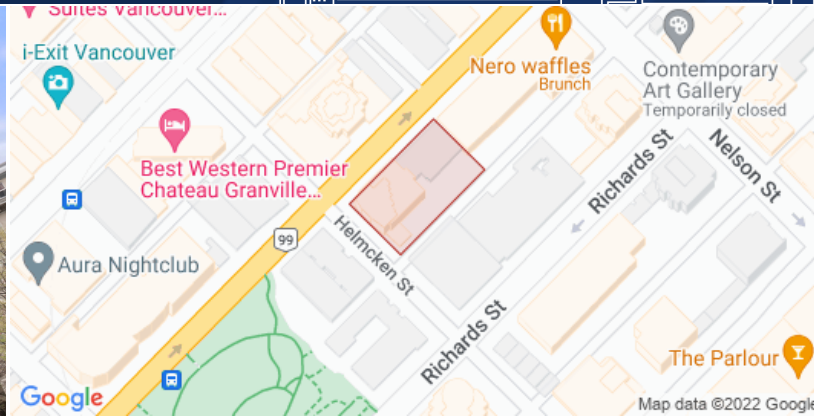 Suites Vancouver...
i-Exit Vancouver
Nero waffles
Brunch
Contemporary
Art Gallery
Temporarily closed
Best Western Premier
Chateau Granville...
Richards St
Nelson St
99
Helmcken St
Aura Nightclub
Richards St
The Parlour
Google
Map data ©2022 Google